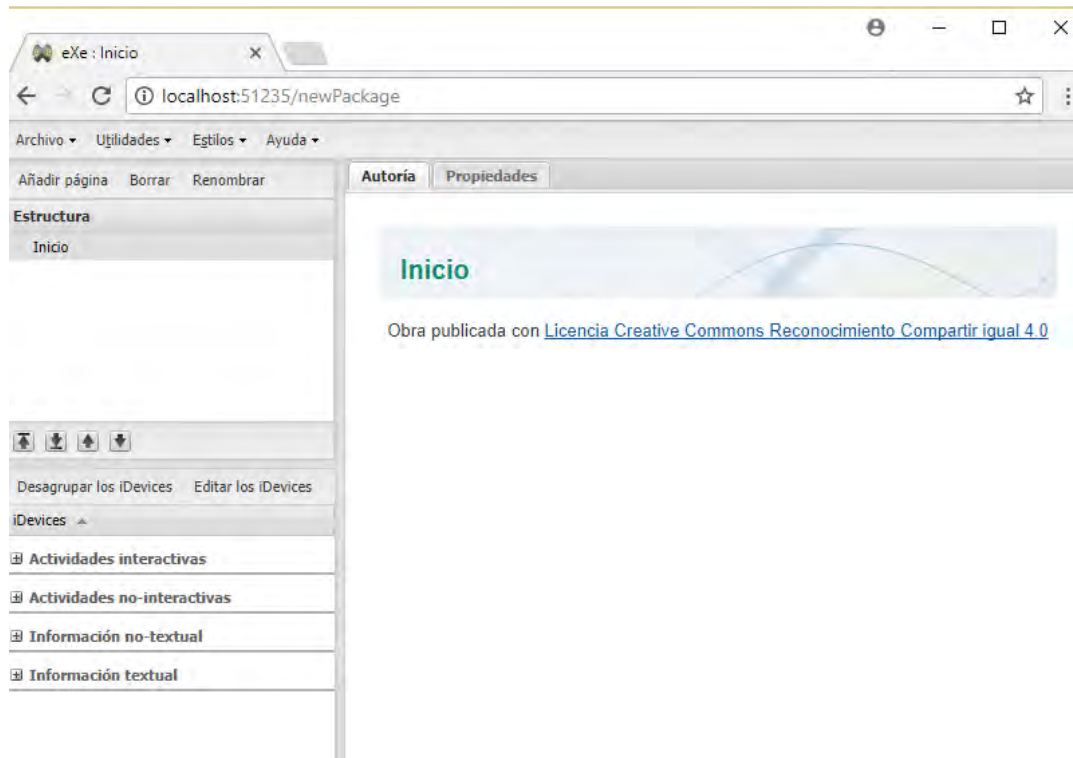 eXe : Inicio
localhost:51235/newPackage
Archivo Utilidades Estilos Ayuda
Añadir página Borrar Renombrar
Autoría Propiedades
Estructura
Inicio
Inicio
Obra publicada con Licencia Creative Commons Reconocimiento Compartir igual 4.0
Desagrupar los iDevices Editar los iDevices
iDevices
Actividades interactivas
Actividades no-interactivas
Información no-textual
Información textual